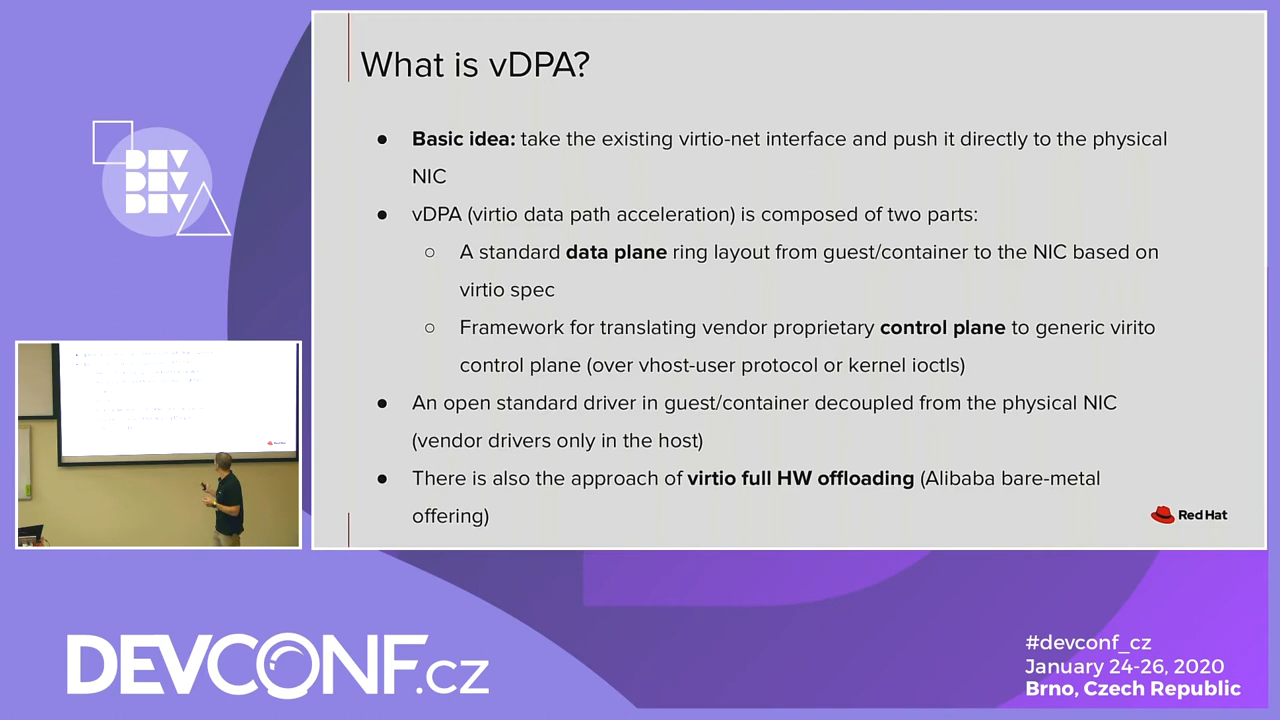 What is vDPA?
● Basic idea: take the existing virtio-net interface and push it directly to the physical
NIC
● vDPA (virtio data path acceleration) is composed of two parts:
○ A standard data plane ring layout from guest/container to the NIC based on
virtio spec
○ Framework for translating vendor proprietary control plane to generic virito
control plane (over vhost-user protocol or kernel ioctls)
● An open standard driver in guest/container decoupled from the physical NIC
(vendor drivers only in the host)
● There is also the approach of virtio full HW offloading (Alibaba bare-metal
offering)
Red Hat
DEV
DEV
DEV
DEVCONF.cz
#devconf_cz
January 24-26, 2020
Brno, Czech Republic